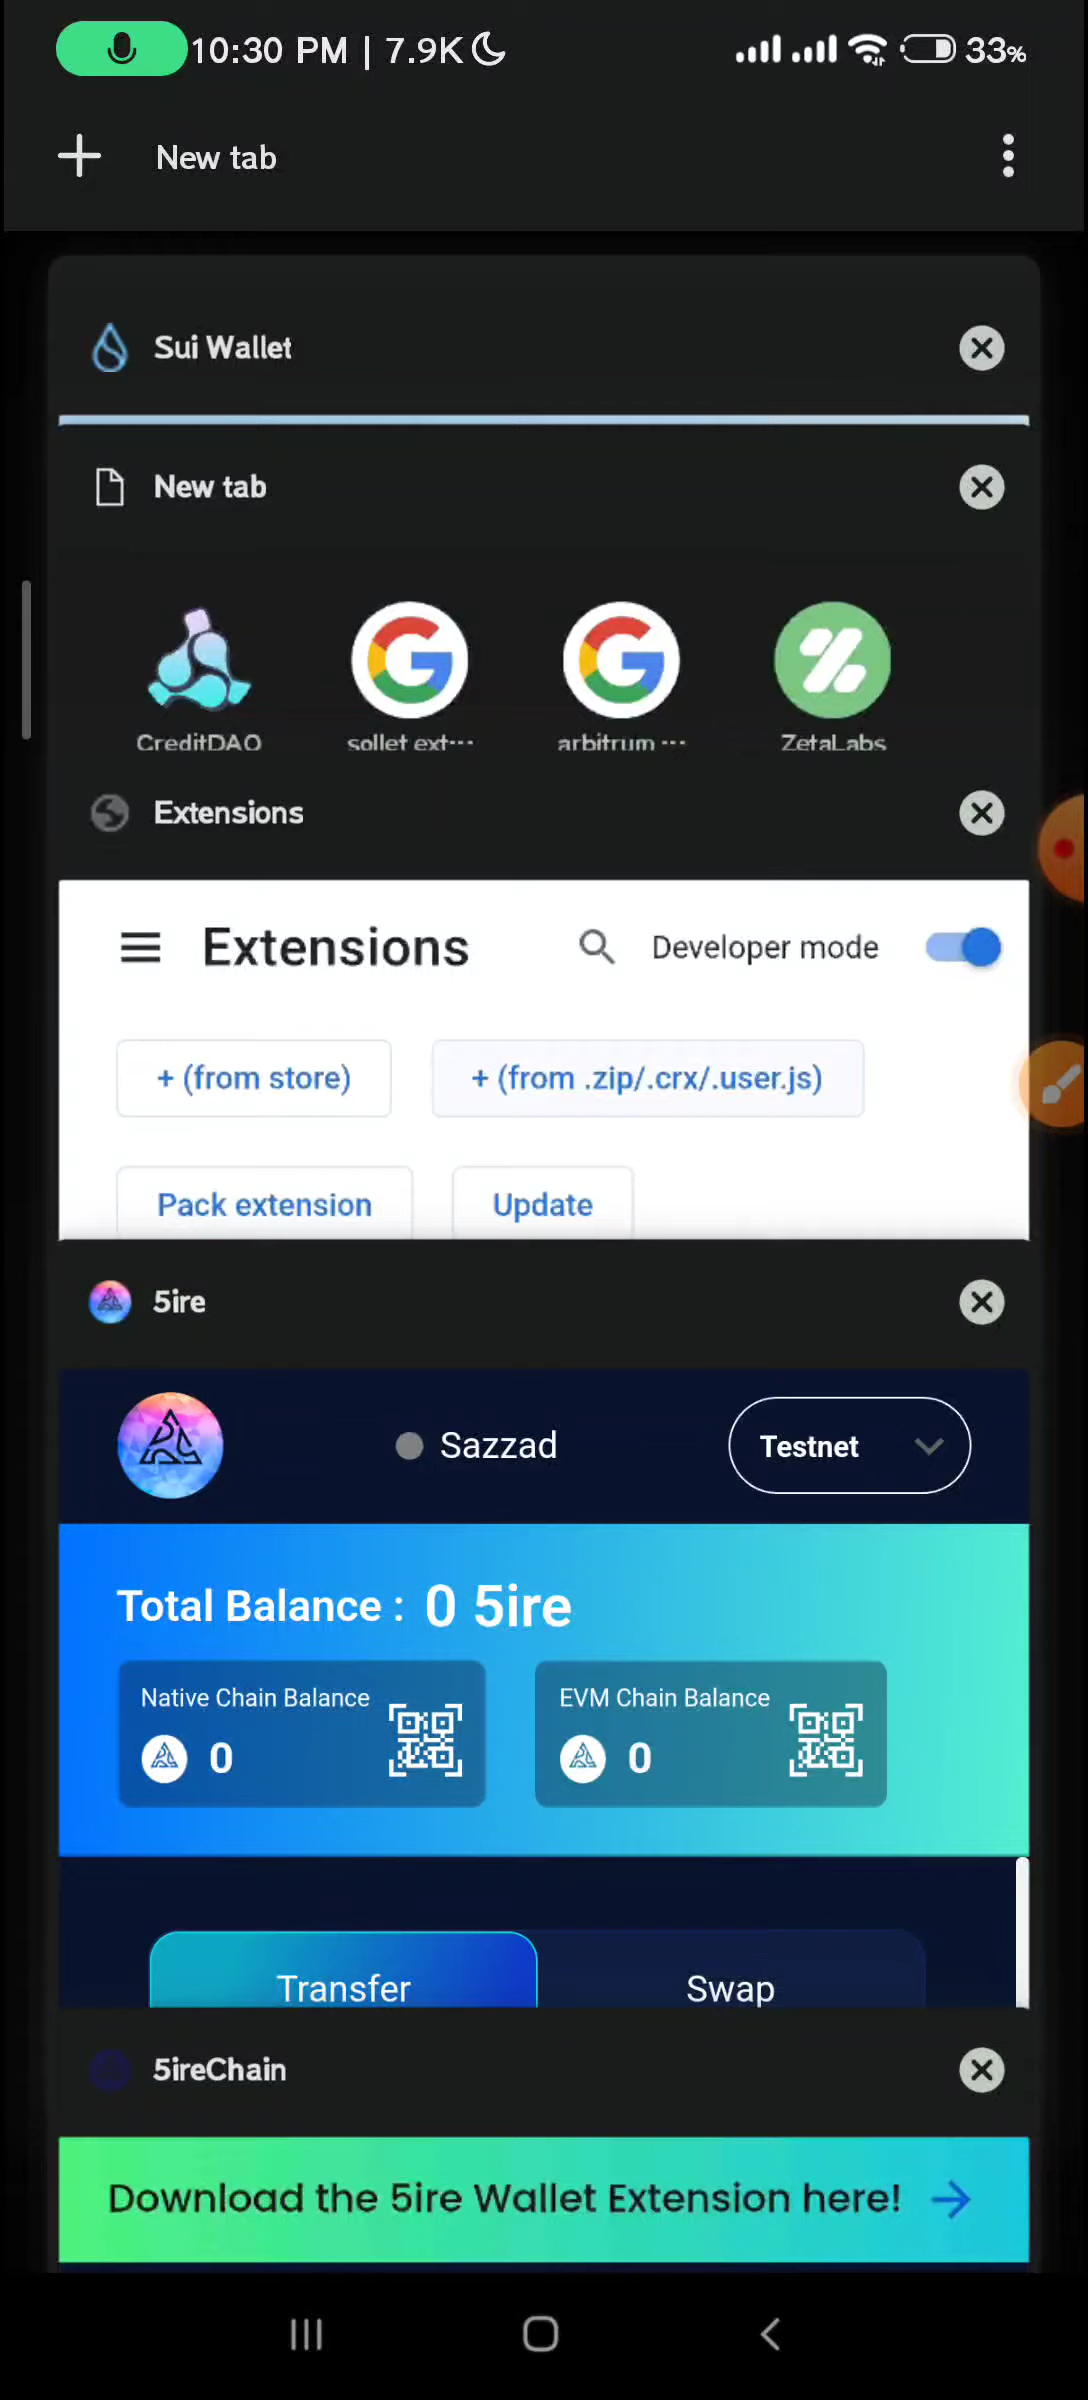 10:30 PM | 7.9K
33%
New tab
Sui Wallet
New tab
CreditDAO
sollet ext···
arbitrum ···
ZetaLabs
Extensions
Extensions
Developer mode
+ (from store)
+ (from .zip/.crx/.user.js)
Pack extension
Update
5ire
Sazzad
Testnet
Total Balance : 0 5ire
Native Chain Balance
0
EVM Chain Balance
0
Transfer
Swap
5ireChain
Download the 5ire Wallet Extension here!